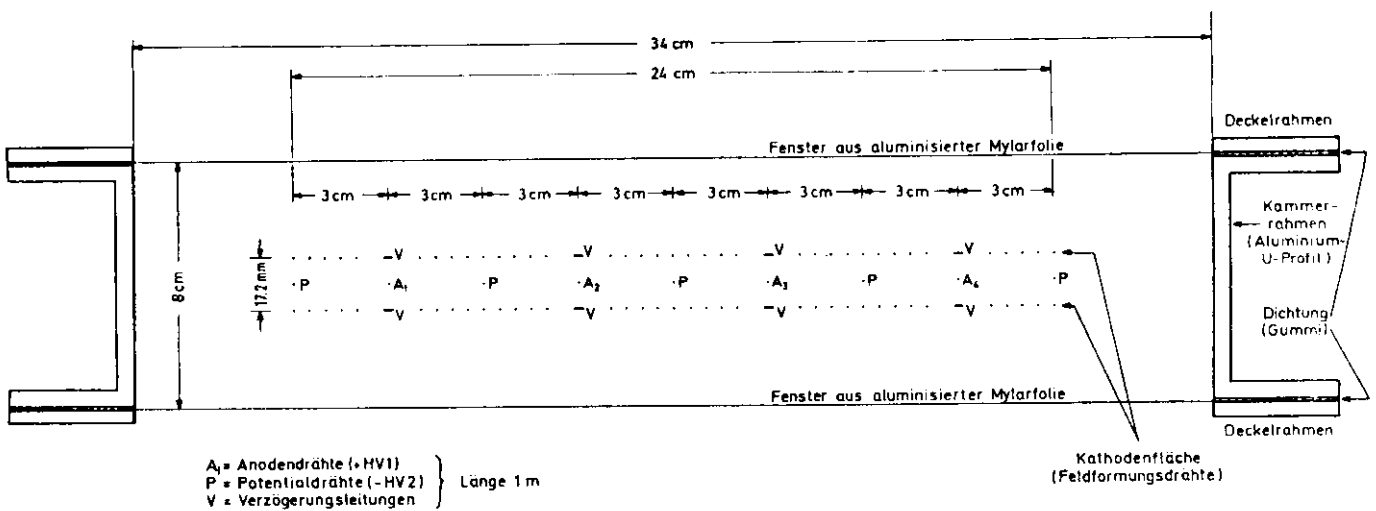 34 cm
24 cm
Deckelrahmen
Fenster aus aluminisierter Mylarfolie
3cm 3cm 3cm 3cm 3cm 3cm 3cm 3cm
Kammer-
rahmen
(Aluminium-
U-Profil)
V V V V
17.2 mm
8cm
P A₁ P A₂ P A₃ P A₄ P
V V V V
Dichtung
(Gummi)
Fenster aus aluminisierter Mylarfolie
Deckelrahmen
Kathodenfläche
(Feldformungsdrähte)
Aᵢ = Anodendrähte (+HV1)
P = Potentialdrähte (-HV2)
V = Verzögerungsleitungen
Länge 1 m